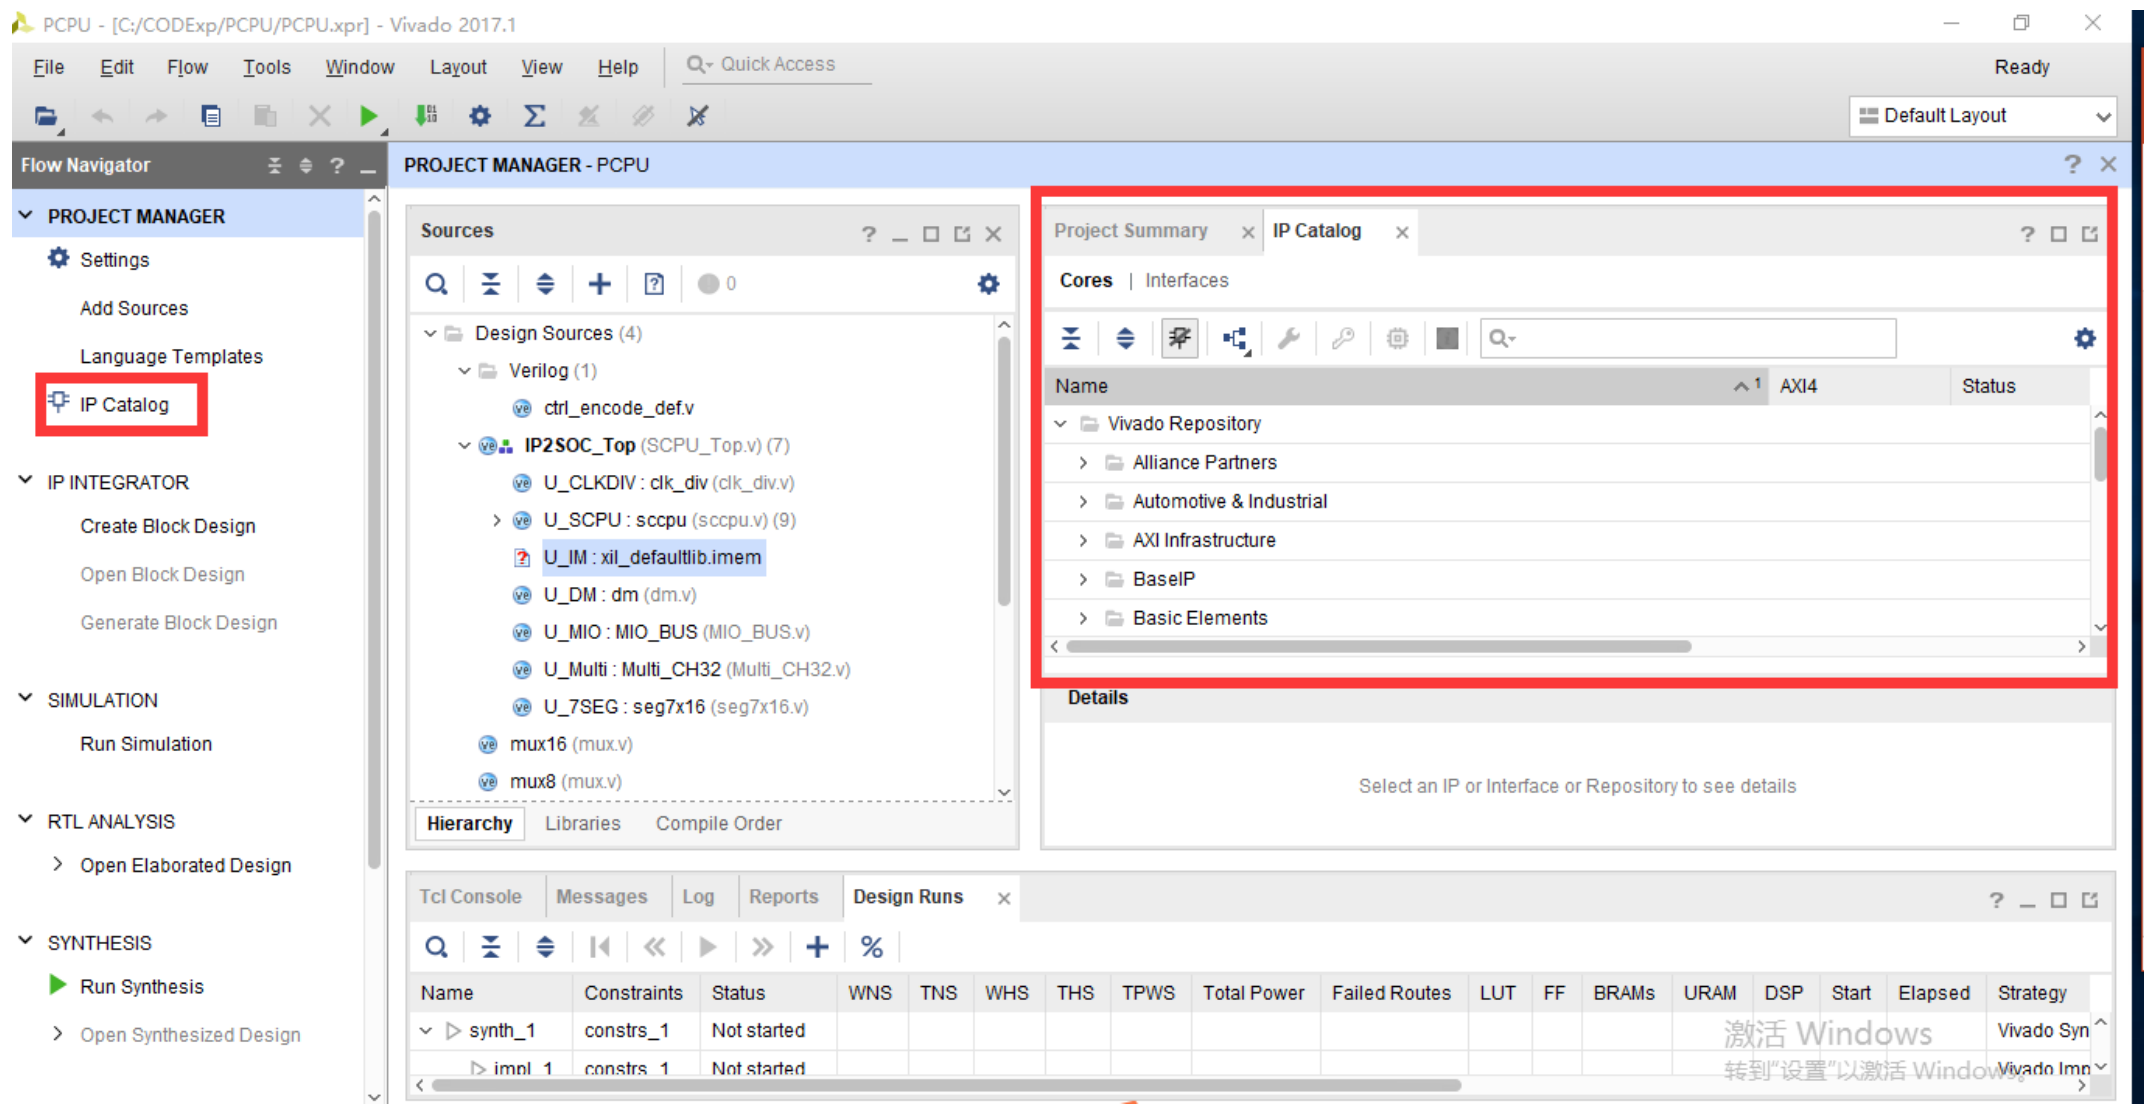 PCPU - [C:/CODExp/PCPU/PCPU.xpr] - Vivado 2017.1
File Edit Flow Tools Window Layout View Help Quick Access Ready
Default Layout
Flow Navigator ? _
PROJECT MANAGER - PCPU
PROJECT MANAGER
Settings
Add Sources
Language Templates
IP Catalog
IP INTEGRATOR
Create Block Design
Open Block Design
Generate Block Design
SIMULATION
Run Simulation
RTL ANALYSIS
Open Elaborated Design
SYNTHESIS
Run Synthesis
Open Synthesized Design
Sources
0
Design Sources (4)
Verilog (1)
ctrl_encode_def.v
IP2SOC_Top (SCPU_Top.v) (7)
U_CLKDIV : clk_div (clk_div.v)
U_SCPU : sccpu (sccpu.v) (9)
U_IM : xil_defaultlib.imem
U_DM : dm (dm.v)
U_MIO : MIO_BUS (MIO_BUS.v)
U_Multi : Multi_CH32 (Multi_CH32.v)
U_7SEG : seg7x16 (seg7x16.v)
mux16 (mux.v)
mux8 (mux.v)
Hierarchy Libraries Compile Order
Project Summary IP Catalog
Cores | Interfaces
Name 1 AXI4 Status
Vivado Repository
Alliance Partners
Automotive & Industrial
AXI Infrastructure
BaseIP
Basic Elements
Details
Select an IP or Interface or Repository to see details
Tcl Console Messages Log Reports Design Runs
%
Name Constraints Status WNS TNS WHS THS TPWS Total Power Failed Routes LUT FF BRAMs URAM DSP Start Elapsed Strategy
synth_1 constrs_1 Not started Vivado Syn
impl_1 constrs_1 Not started Vivado Imp
激活 Windows
转到"设置"以激活 Windows。